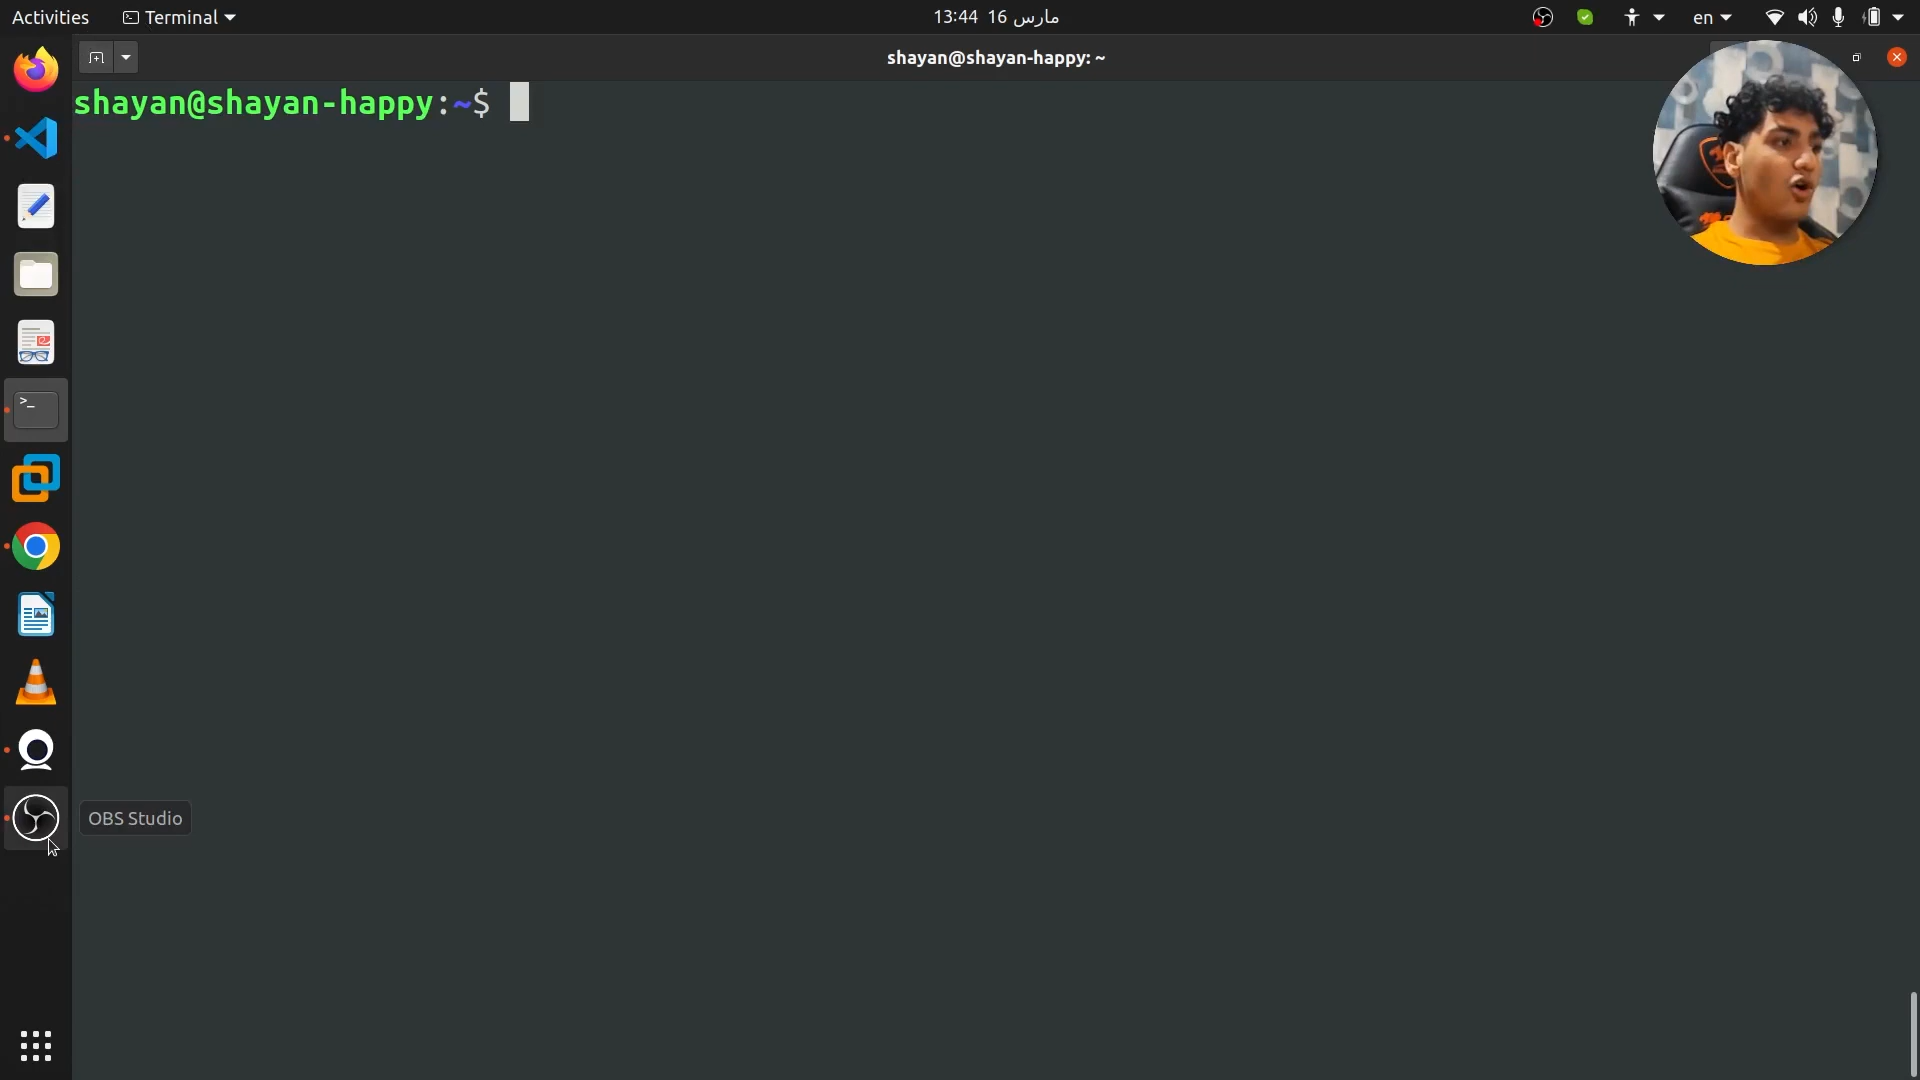 Activities
Terminal
مارس 16 13:44
en
shayan@shayan-happy: ~
shayan@shayan-happy:~$
OBS Studio